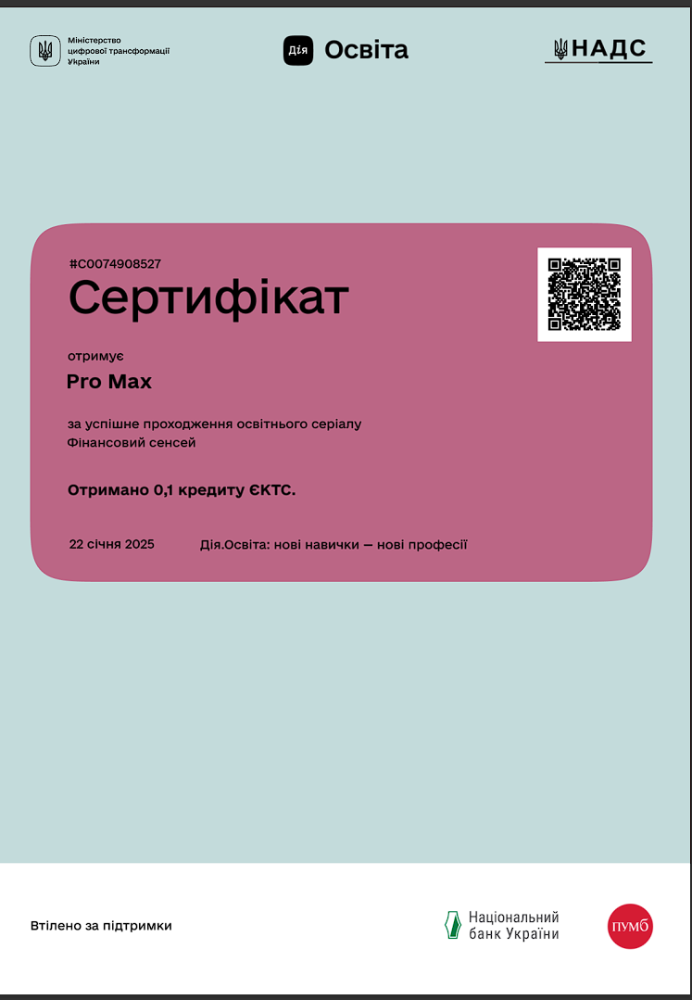 Міністерство
цифрової трансформації
України
Дія Освіта
НАДС
#C0074908527
Сертифікат
отримує
Pro Max
за успішне проходження освітнього серіалу
Фінансовий сенсей
Отримано 0,1 кредиту ЄКТС.
22 січня 2025 Дія.Освіта: нові навички — нові професії
Втілено за підтримки
Національний
банк України
ПУМБ